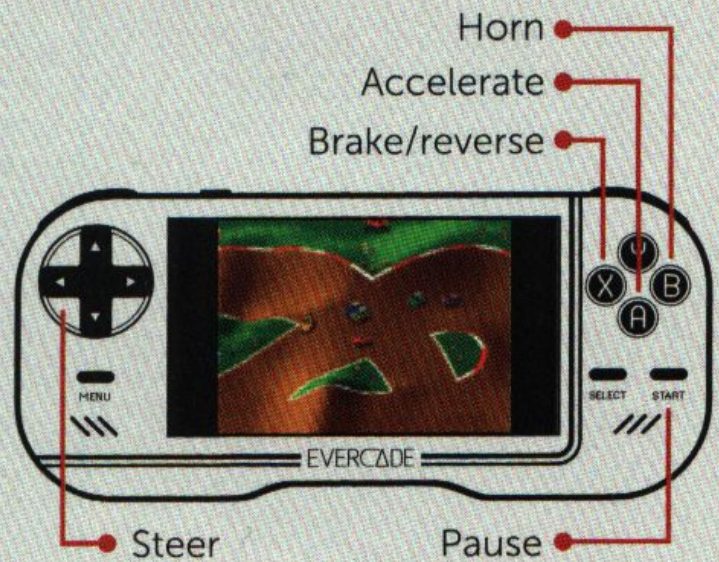 Horn
Accelerate
Brake/reverse
Y
X
B
A
MENU
SELECT
START
EVERCADE
Steer
Pause